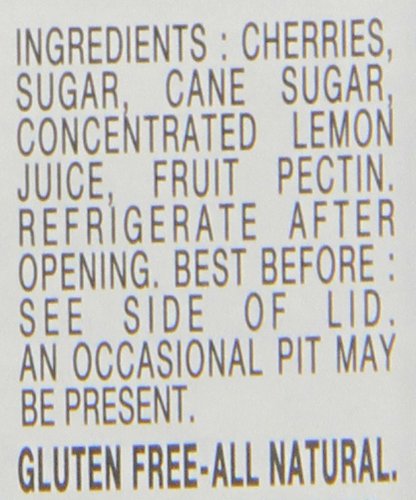 INGREDIENTS : CHERRIES,
SUGAR, CANE SUGAR,
CONCENTRATED LEMON
JUICE, FRUIT PECTIN.
REFRIGERATE AFTER
OPENING. BEST BEFORE :
SEE SIDE OF LID.
AN OCCASIONAL PIT MAY
BE PRESENT.
GLUTEN FREE-ALL NATURAL.